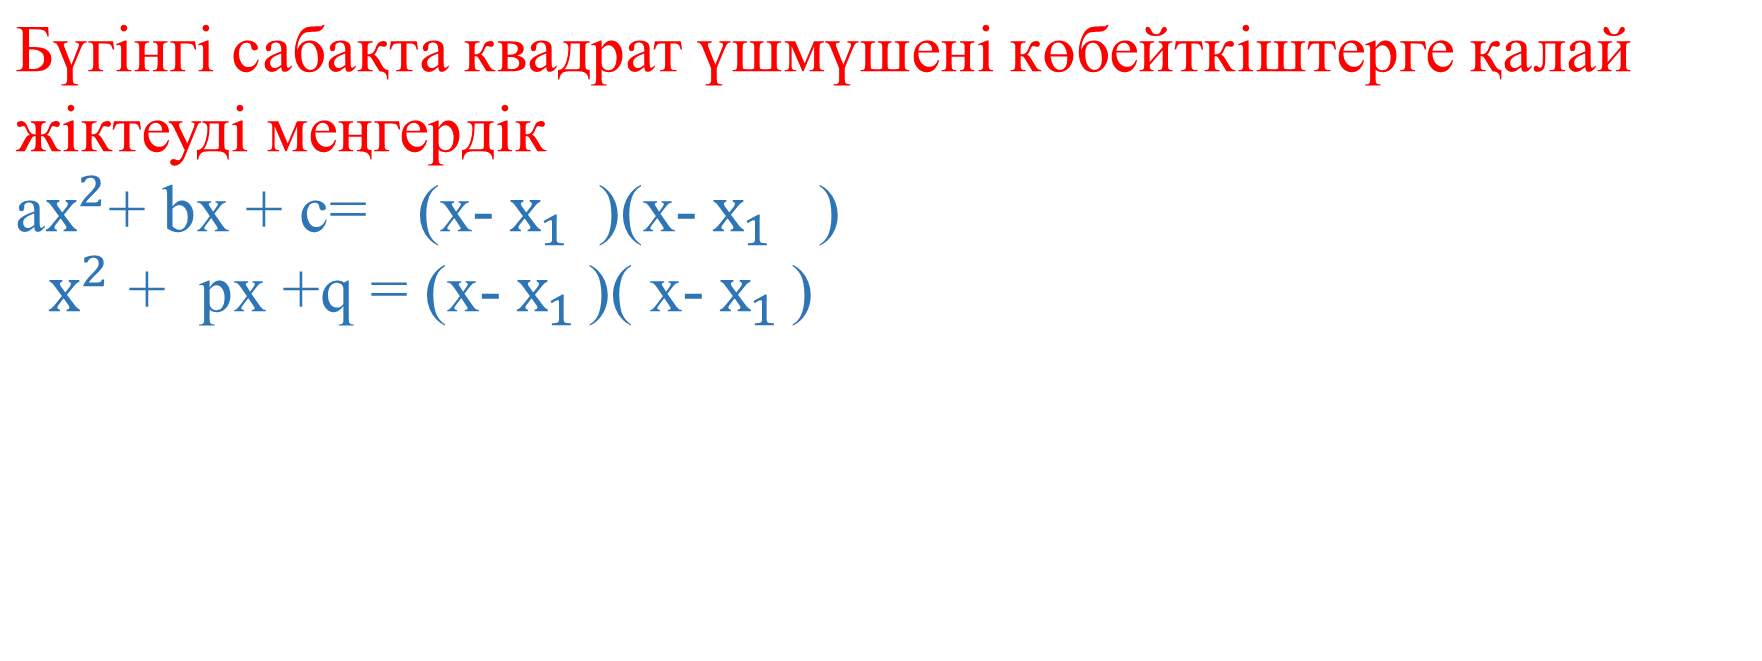 Бүгінгі сабақта квадрат үшмүшені көбейткіштерге қалай
жіктеуді меңгердік
ax²+ bx + c= (x- x₁ )(x- x₁ )
x² + px +q = (x- x₁ )( x- x₁ )